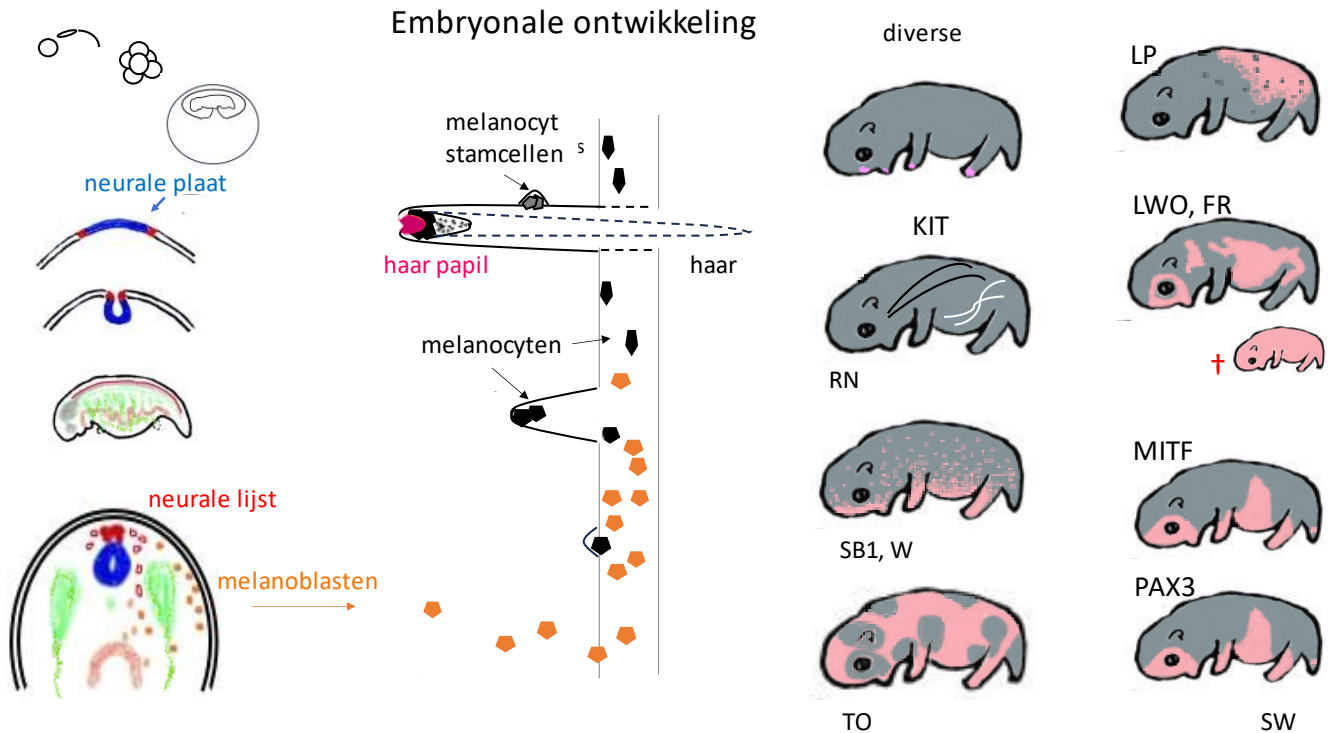 Embryonale ontwikkeling
neurale plaat
neurale lijst
melanoblasten
melanocyt
stamcellen s
haar papil
haar
melanocyten
diverse
KIT
RN
SB1, W
TO
LP
LWO, FR
†
MITF
PAX3
SW